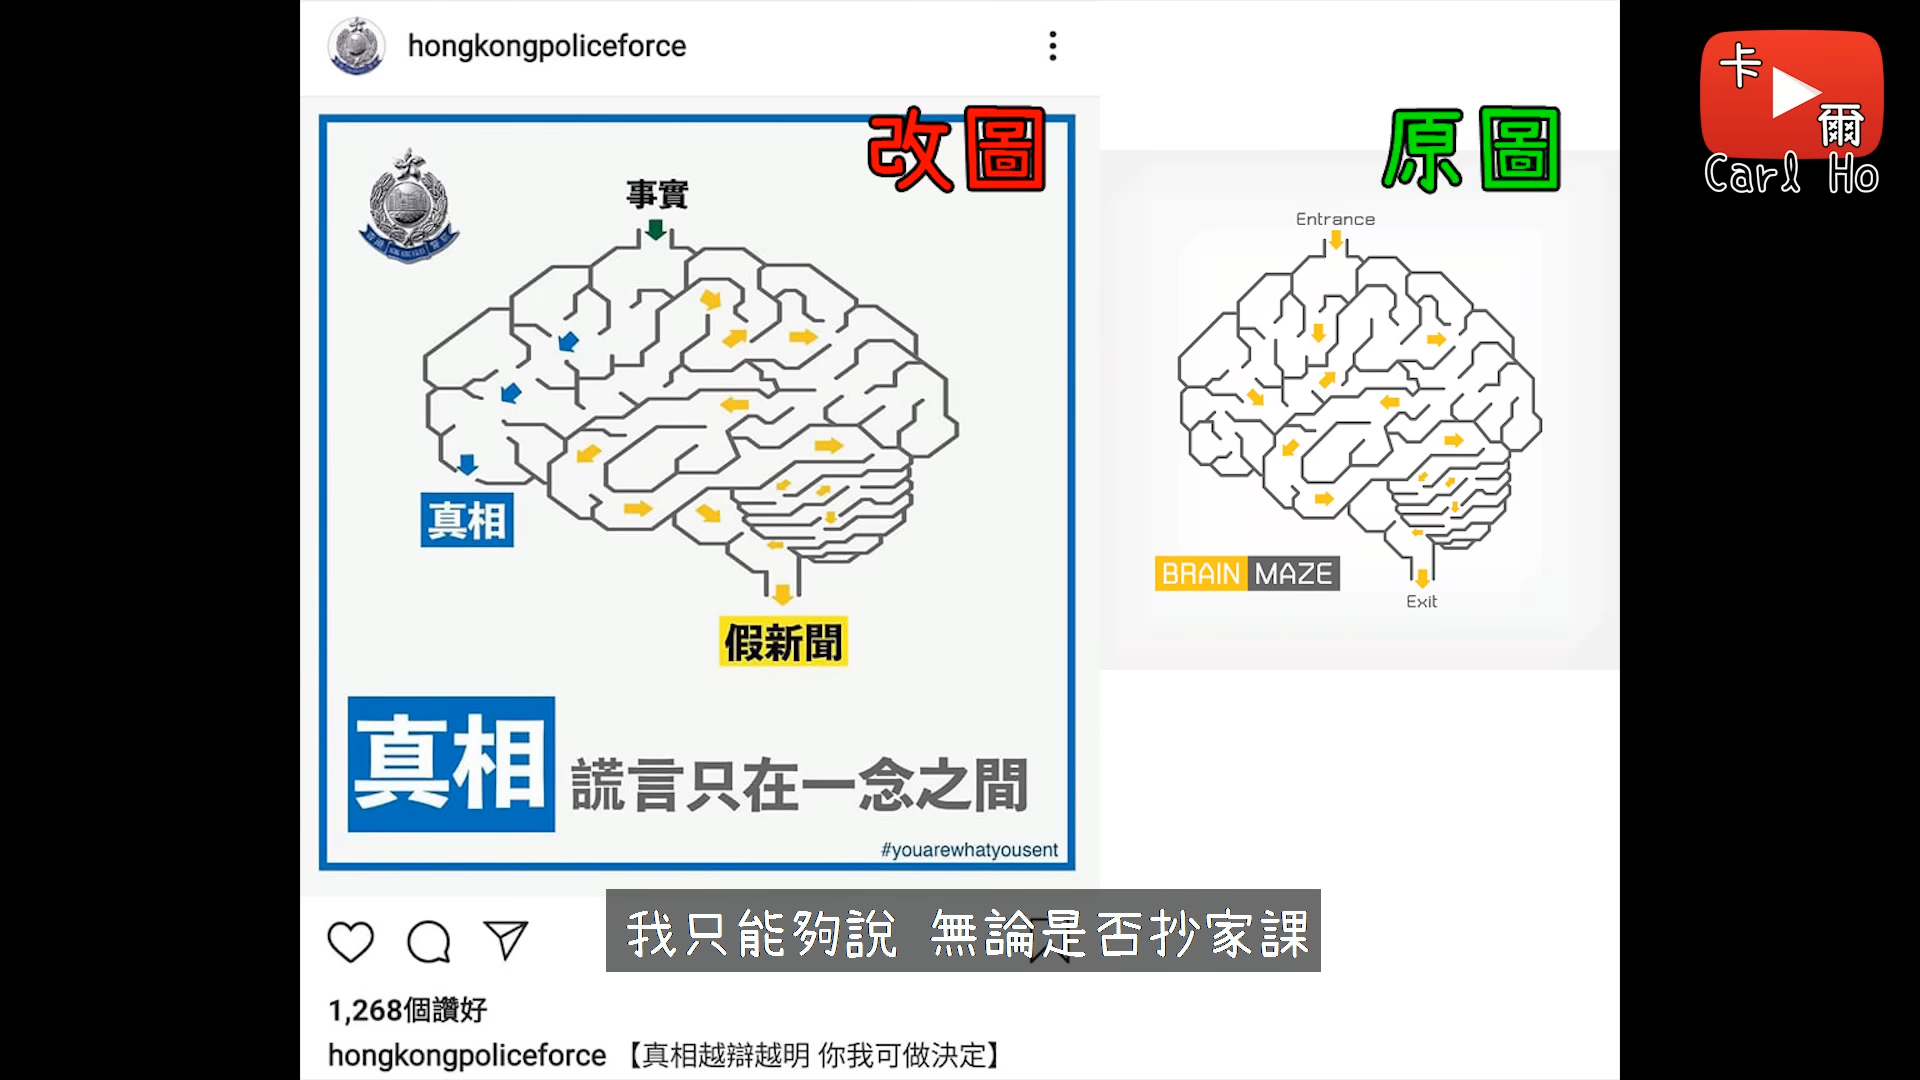 hongkongpoliceforce
改圖
事實
真相
假新聞
真相 謊言只在一念之間
#youarewhatyousent
1,268個讚好
hongkongpoliceforce 【真相越辯越明 你我可做決定】
原圖
Entrance
BRAIN MAZE
Exit
卡爾
Carl Ho
我只能夠說 無論是否抄家課